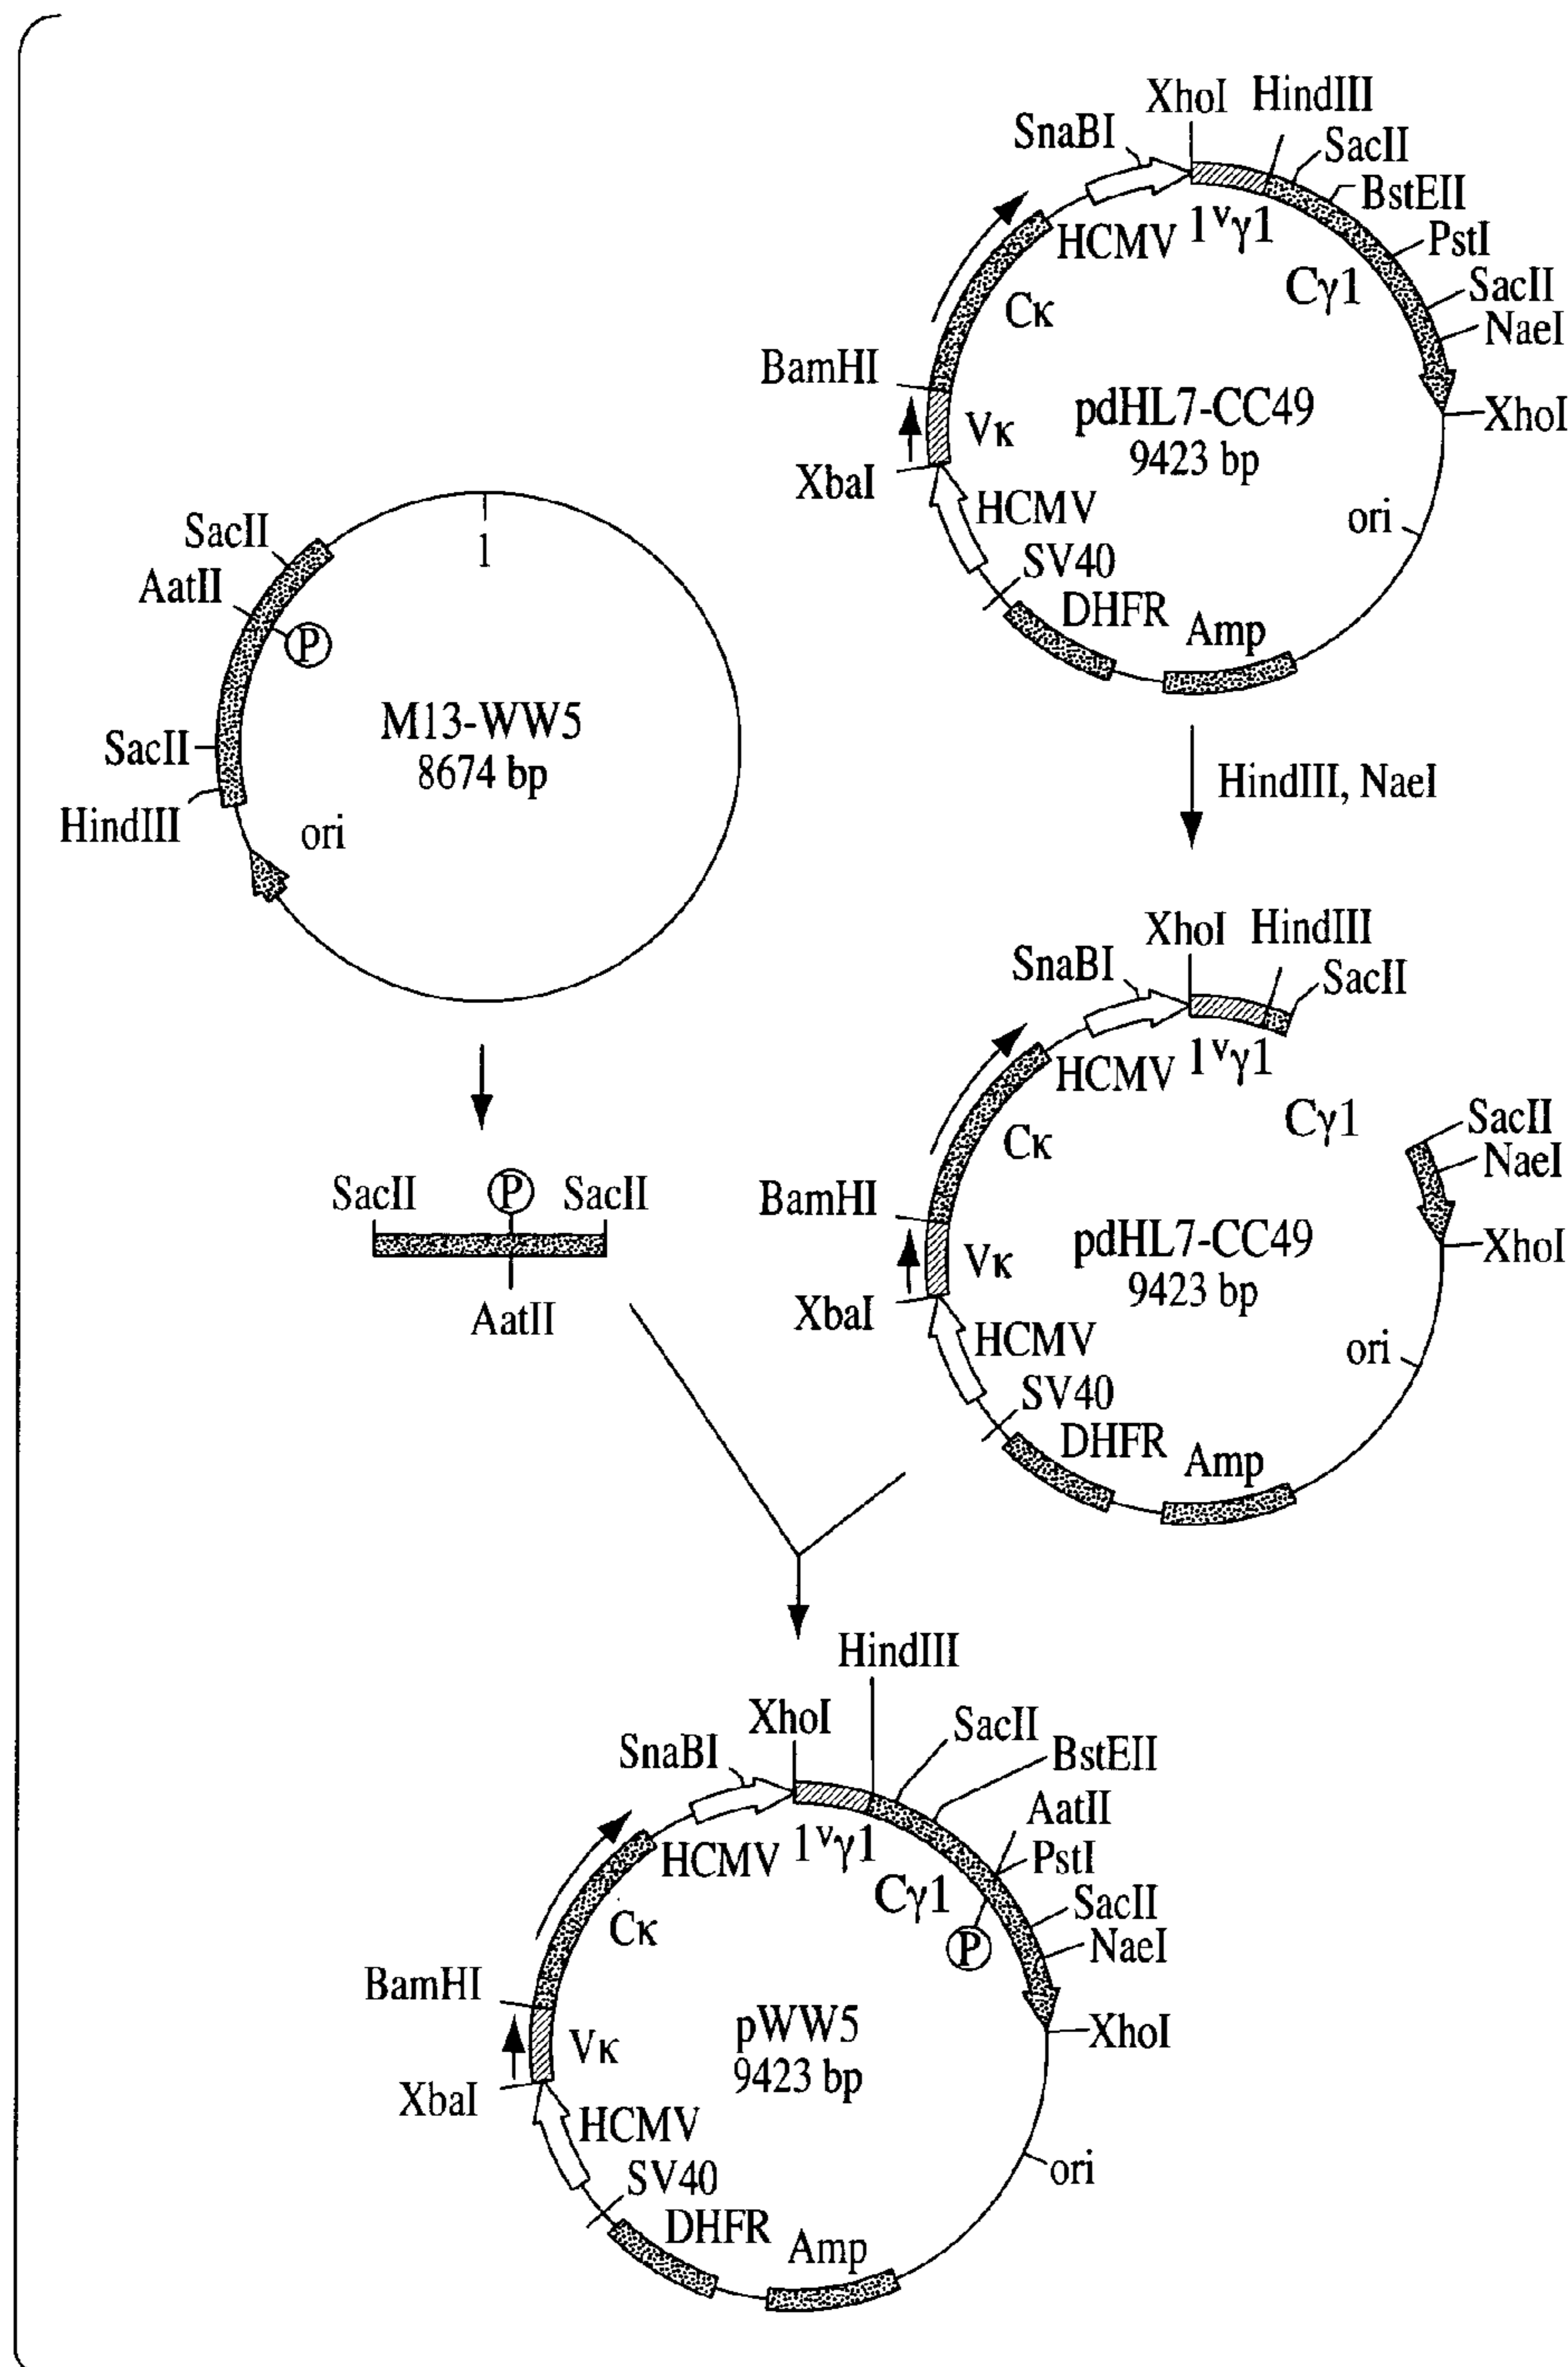 XhoI HindIII
SnaBI
SacII
BstEII
HCMV 1ᵛγ1
PstI
Cγ1
SacII
Cκ
NaeI
BamHI
pdHL7-CC49
9423 bp
XhoI
Vκ
XbaI
HCMV
ori
SV40
DHFR
Amp
1
SacII
AatII
P
M13-WW5
8674 bp
SacII
HindIII
ori
HindIII, NaeI
XhoI HindIII
SnaBI
SacII
HCMV 1ᵛγ1
Cγ1
SacII
Cκ
NaeI
BamHI
pdHL7-CC49
9423 bp
XhoI
Vκ
XbaI
HCMV
ori
SV40
DHFR
Amp
SacII P SacII
AatII
HindIII
XhoI
SacII
SnaBI
BstEII
AatII
HCMV 1ᵛγ1
PstI
Cγ1
SacII
Cκ
P
NaeI
BamHI
pWW5
9423 bp
XhoI
Vκ
XbaI
HCMV
ori
SV40
DHFR
Amp